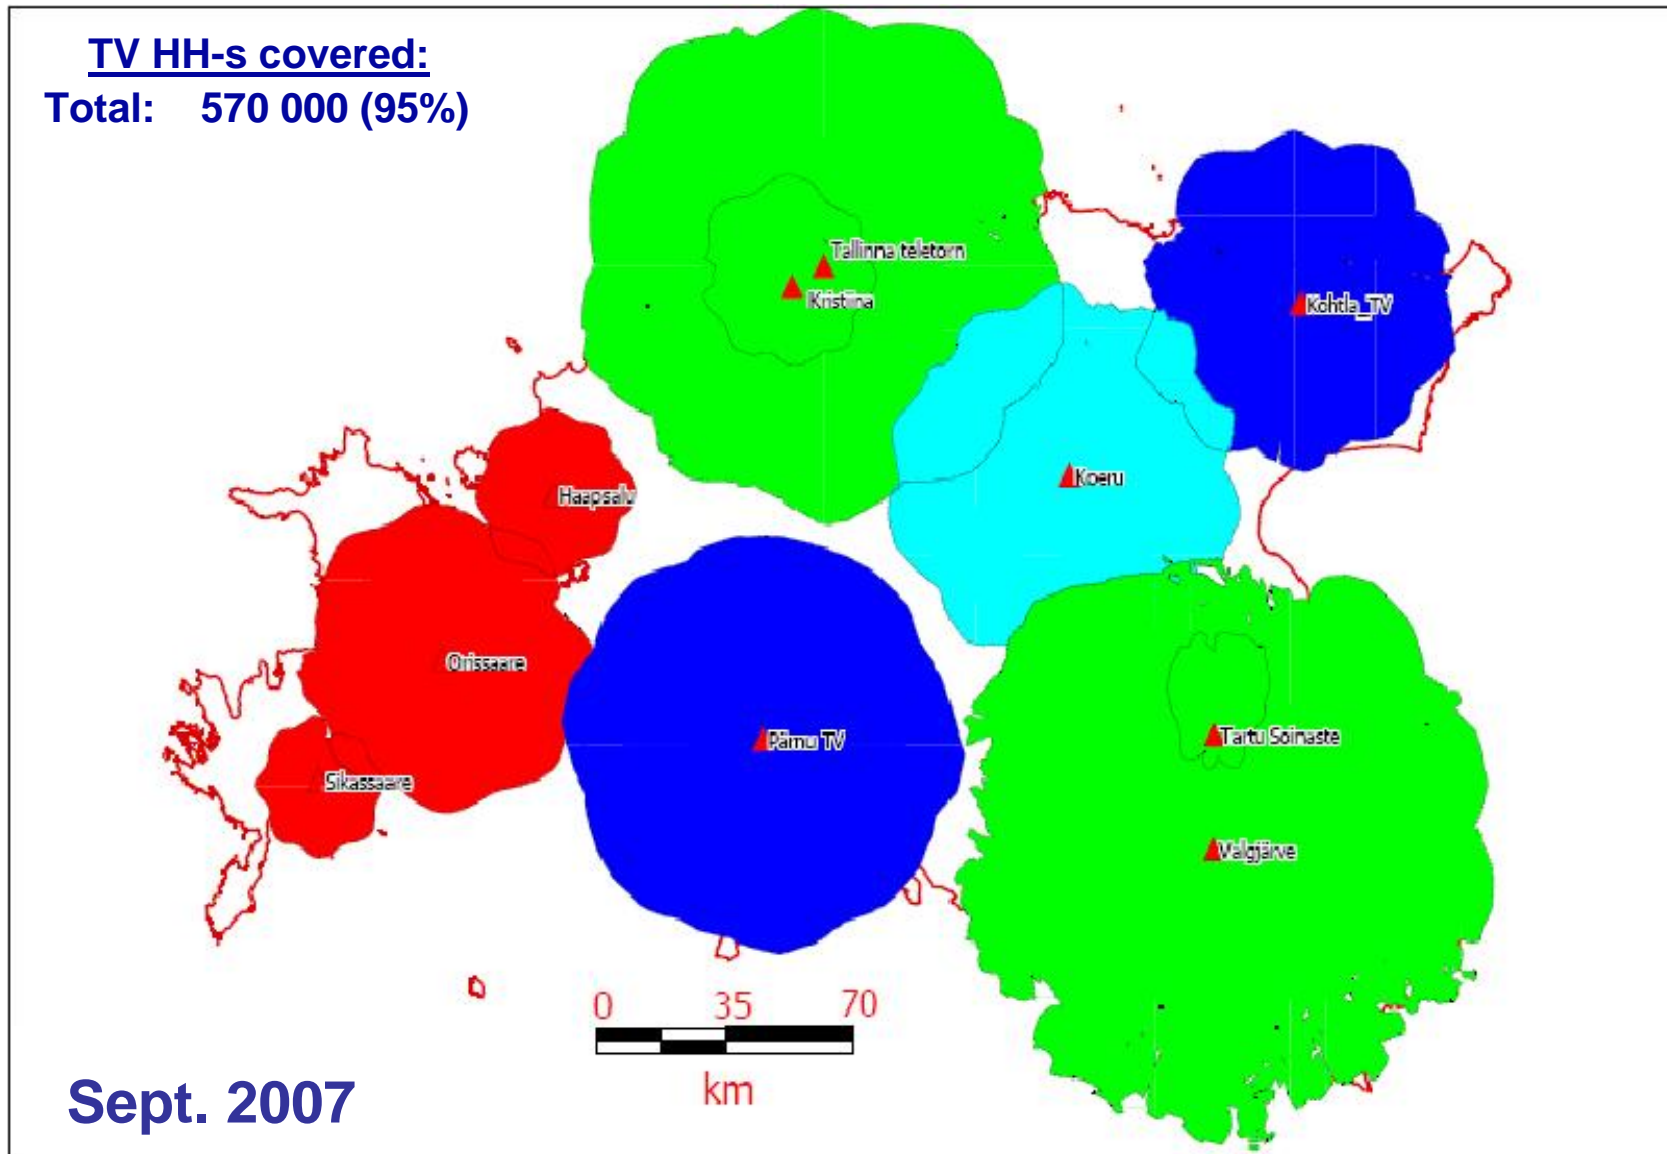 TV HH-s covered:
Total: 570 000 (95%)
Tallinna teletorn
Kristiina
Kohtla_TV
Koeru
Haapsalu
Orissaare
Pärnu TV
Tartu Soinaste
Sikassaare
Valgjärve
0 35 70
km
Sept. 2007